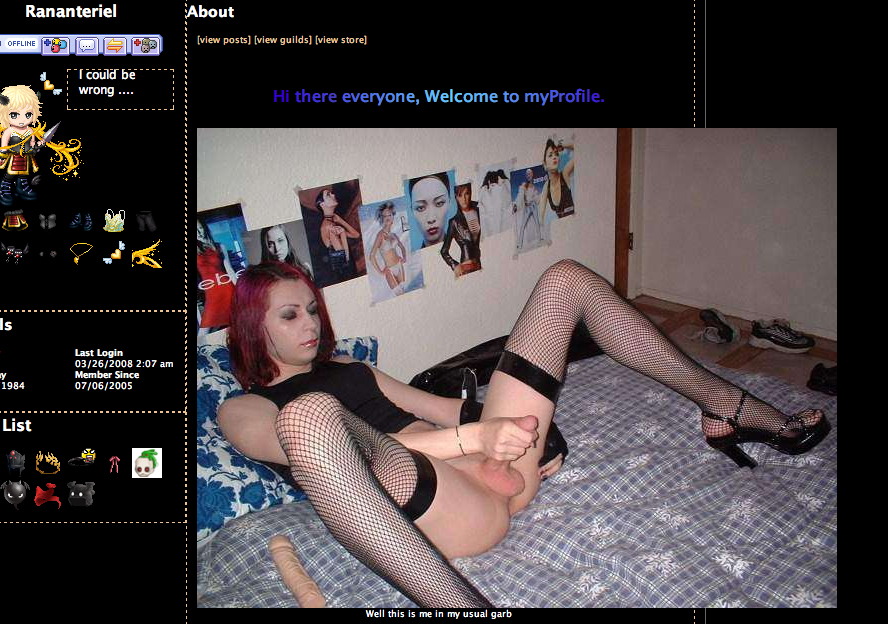 Rananteriel
OFFLINE
I could be
wrong ....
About
[view posts] [view guilds] [view store]
Hi there everyone, Welcome to myProfile.
ls
Last Login
03/26/2008 2:07 am
Member Since
1984
07/06/2005
List
Well this is me in my usual garb